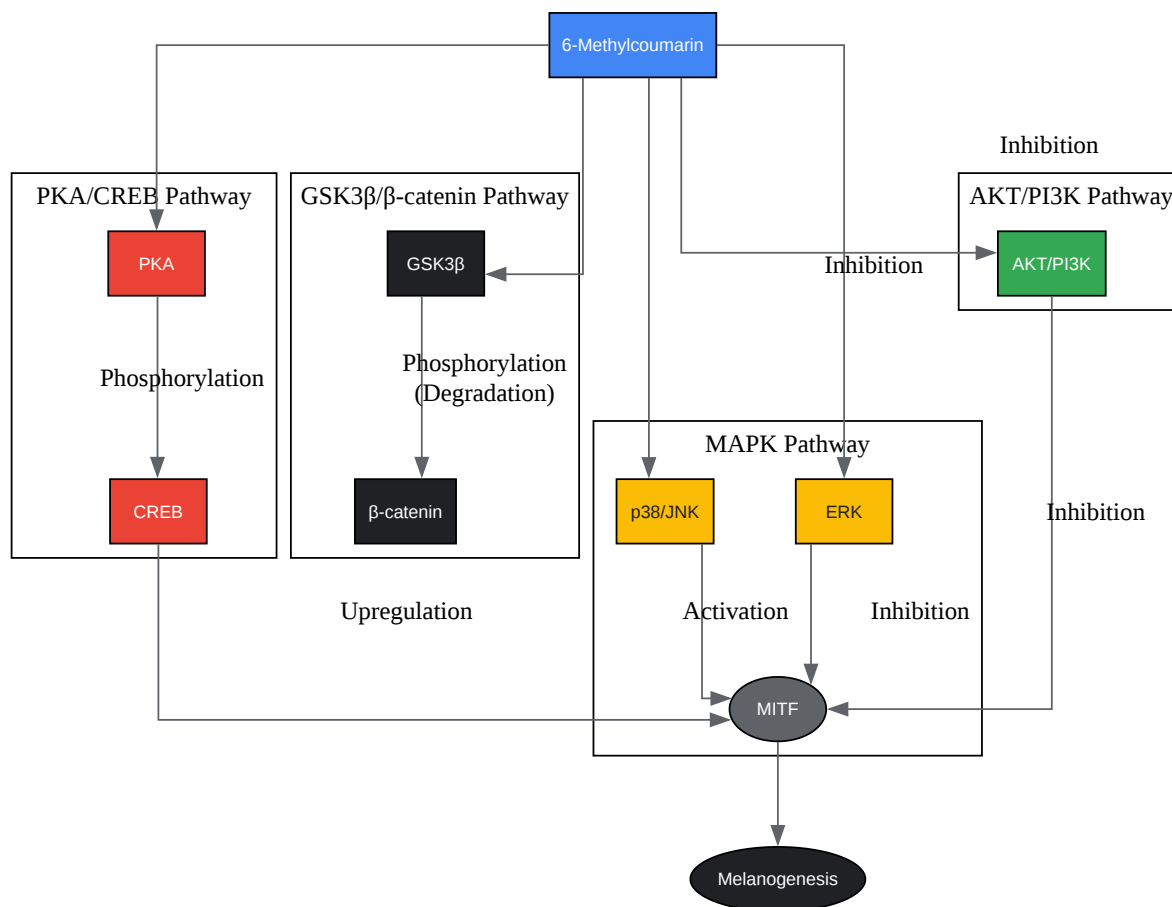 6-Methylcoumarin
Inhibition
PKA/CREB Pathway
GSK3β/β-catenin Pathway
AKT/PI3K Pathway
PKA
GSK3β
Inhibition
AKT/PI3K
Phosphorylation
Phosphorylation
(Degradation)
MAPK Pathway
CREB
β-catenin
p38/JNK
ERK
Inhibition
Upregulation
Activation
Inhibition
MITF
Melanogenesis